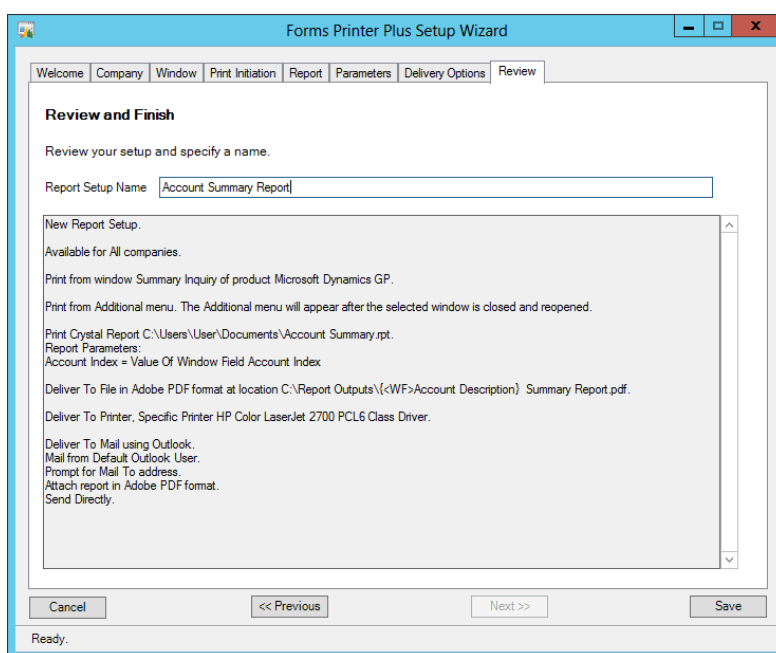 Forms Printer Plus Setup Wizard
Welcome Company Window Print Initiation Report Parameters Delivery Options Review
Review and Finish
Review your setup and specify a name.
Report Setup Name Account Summary Report
New Report Setup.
Available for All companies.
Print from window Summary Inquiry of product Microsoft Dynamics GP.
Print from Additional menu. The Additional menu will appear after the selected window is closed and reopened.
Print Crystal Report C:\Users\User\Documents\Account Summary.rpt.
Report Parameters:
Account Index = Value Of Window Field Account Index
Deliver To File in Adobe PDF format at location C:\Report Outputs\{<WF>Account Description} Summary Report.pdf.
Deliver To Printer, Specific Printer HP Color LaserJet 2700 PCL6 Class Driver.
Deliver To Mail using Outlook.
Mail from Default Outlook User.
Prompt for Mail To address.
Attach report in Adobe PDF format.
Send Directly.
Cancel << Previous Next >> Save
Ready.